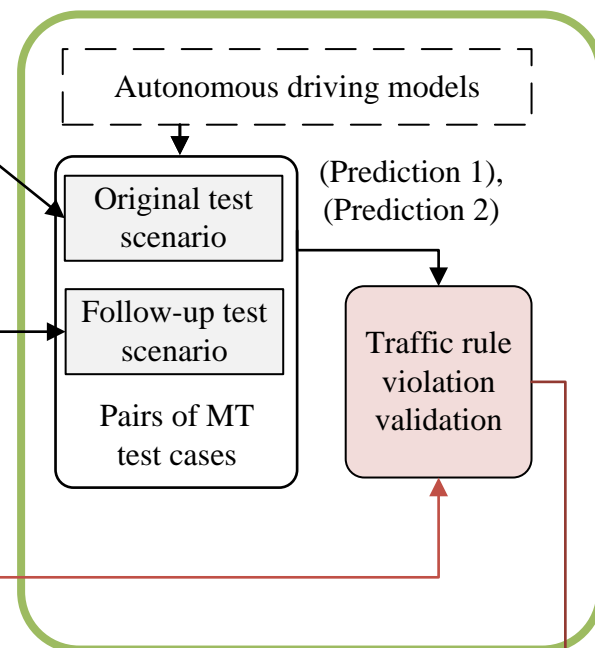 Autonomous driving models
(Prediction 1),
(Prediction 2)
Original test
scenario
Follow-up test
scenario
Pairs of MT
test cases
Traffic rule
violation
validation